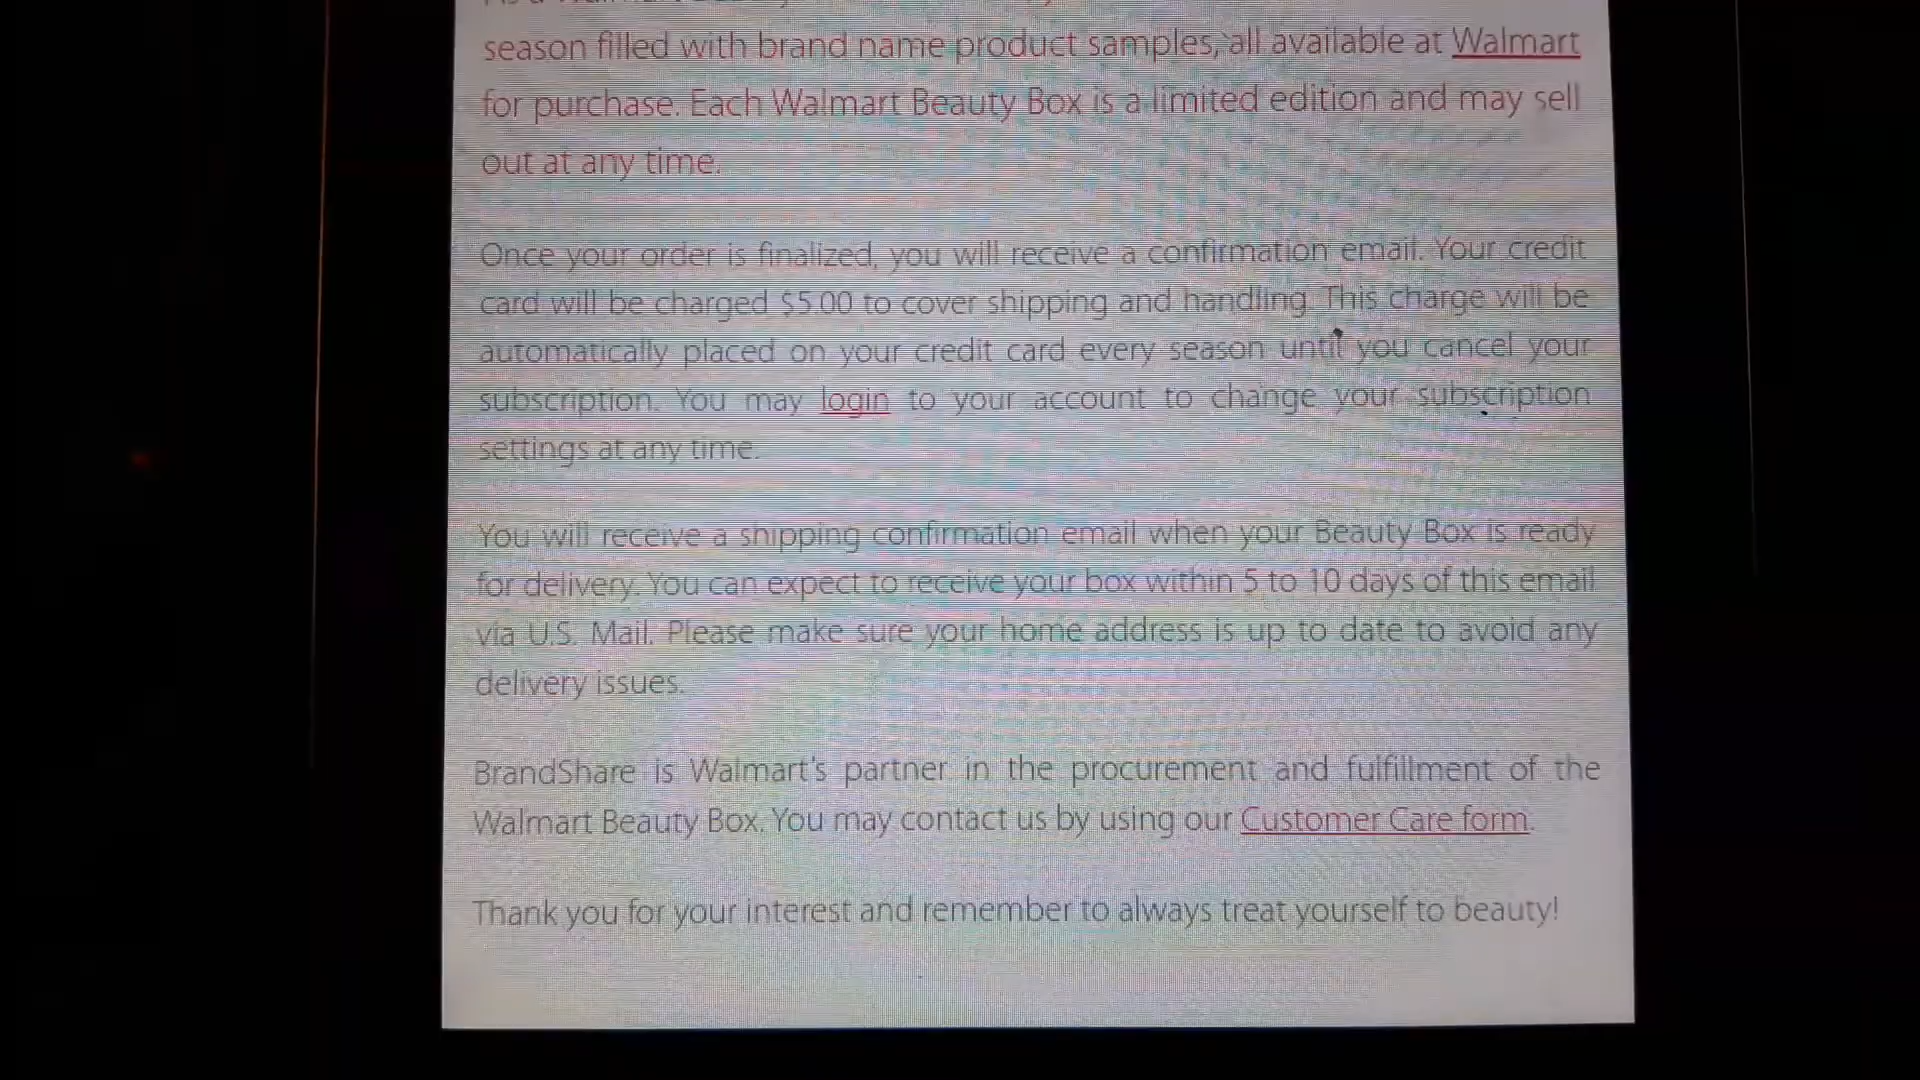 season filled with brand name product samples, all available at Walmart
for purchase. Each Walmart Beauty Box is a limited edition and may sell
out at any time.
Once your order is finalized, you will receive a confirmation email. Your credit
card will be charged $5.00 to cover shipping and handling. This charge will be
automatically placed on your credit card every season until you cancel your
subscription. You may login to your account to change your subscription
settings at any time.
You will receive a shipping confirmation email when your Beauty Box is ready
for delivery. You can expect to receive your box within 5 to 10 days of this email
via U.S. Mail. Please make sure your home address is up to date to avoid any
delivery issues.
BrandShare is Walmart's partner in the procurement and fulfillment of the
Walmart Beauty Box. You may contact us by using our Customer Care form.
Thank you for your interest and remember to always treat yourself to beauty!